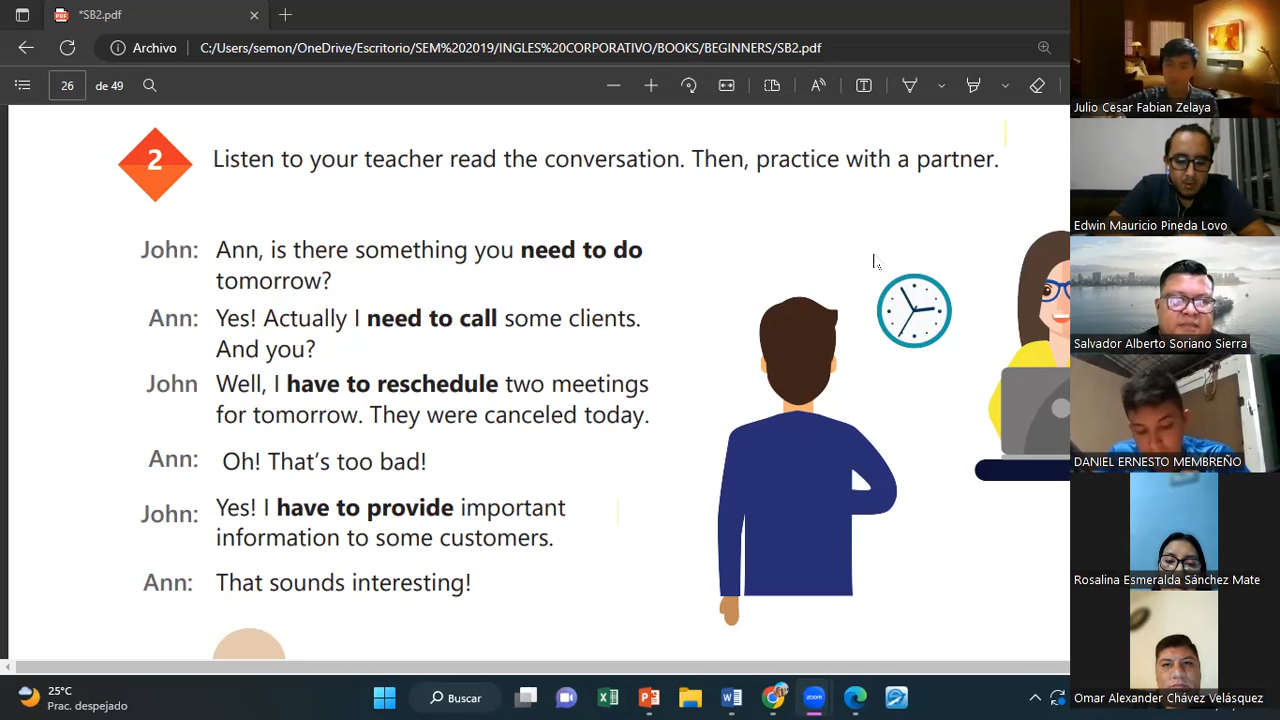 *SB2.pdf
Archivo
C:/Users/semon/OneDrive/Escritorio/SEM%202019/INGLES%20CORPORATIVO/BOOKS/BEGINNERS/SB2.pdf
26
de 49
2
Listen to your teacher read the conversation. Then, practice with a partner.
John: Ann, is there something you need to do
tomorrow?
Ann: Yes! Actually I need to call some clients.
And you?
John Well, I have to reschedule two meetings
for tomorrow. They were canceled today.
Ann: Oh! That's too bad!
John: Yes! I have to provide important
information to some customers.
Ann: That sounds interesting!
Julio Cesar Fabian Zelaya
Edwin Mauricio Pineda Lovo
Salvador Alberto Soriano Sierra
DANIEL ERNESTO MEMBREÑO
Rosalina Esmeralda Sánchez Mate
Omar Alexander Chávez Velásquez
25°C
Prac. despejado
Buscar
zoom